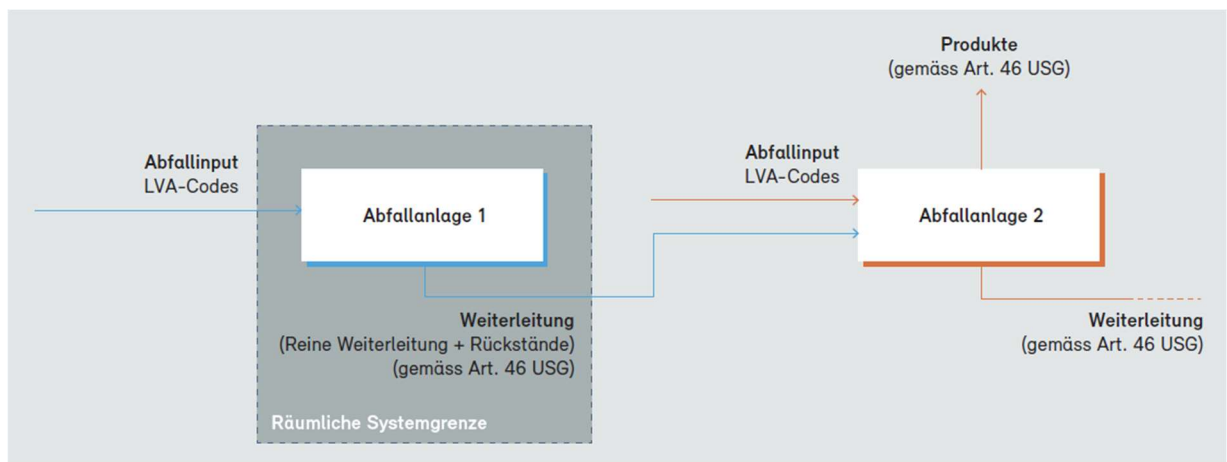 Produkte
(gemäss Art. 46 USG)
Abfallinput
LVA-Codes
Abfallanlage 1
Abfallinput
LVA-Codes
Abfallanlage 2
Weiterleitung
(Reine Weiterleitung + Rückstände)
(gemäss Art. 46 USG)
Weiterleitung
(gemäss Art. 46 USG)
Räumliche Systemgrenze